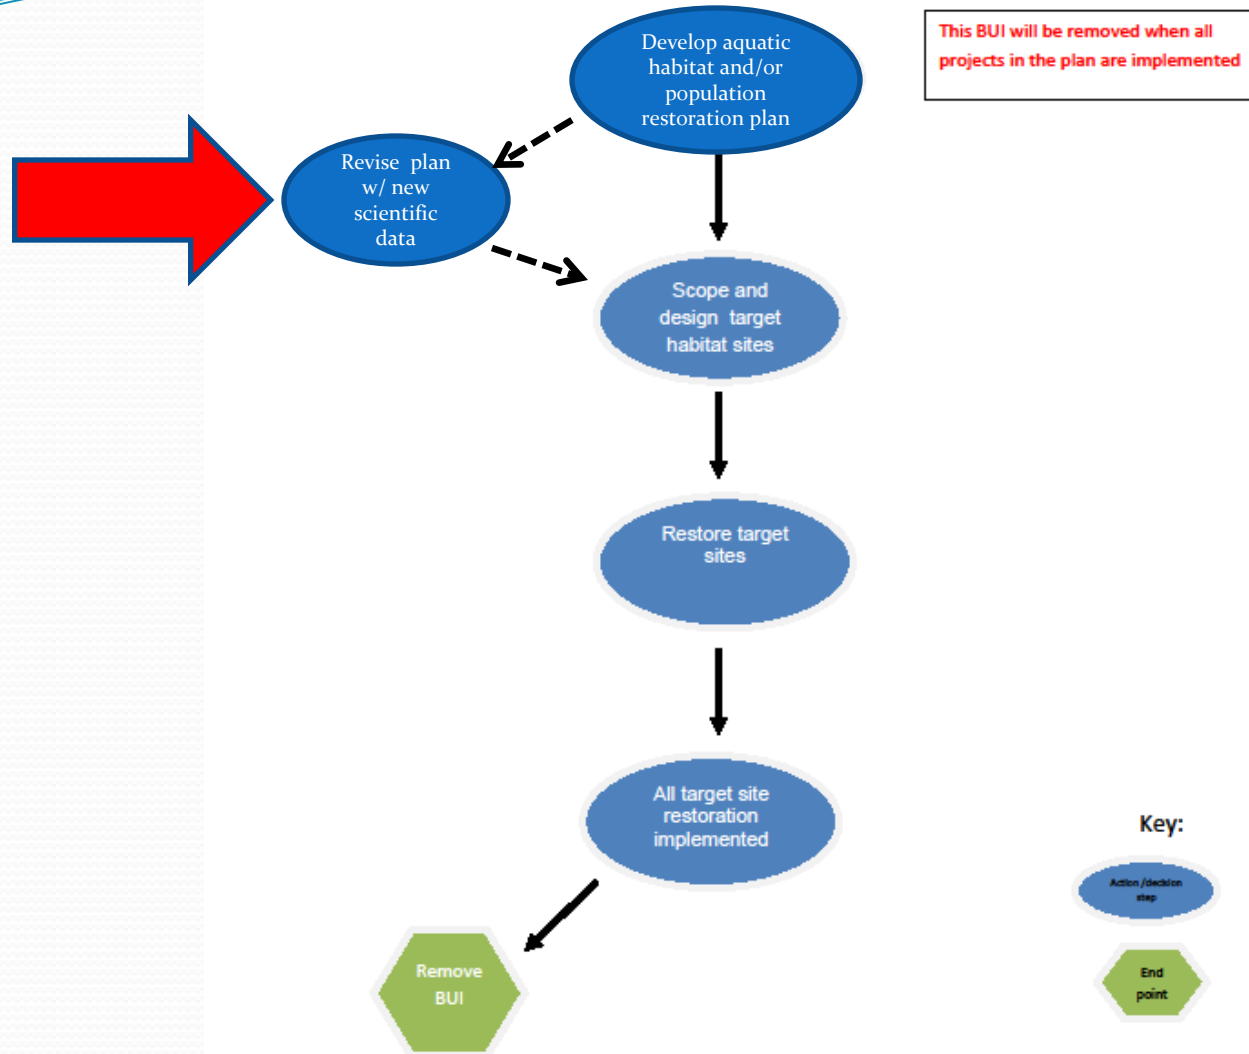 Develop aquatic
habitat and/or
population
restoration plan
This BUI will be removed when all
projects in the plan are implemented
Revise plan
w/ new
scientific
data
Scope and
design target
habitat sites
Restore target
sites
All target site
restoration
implemented
Remove
BUI
Key:
Action/decision
step
End
point